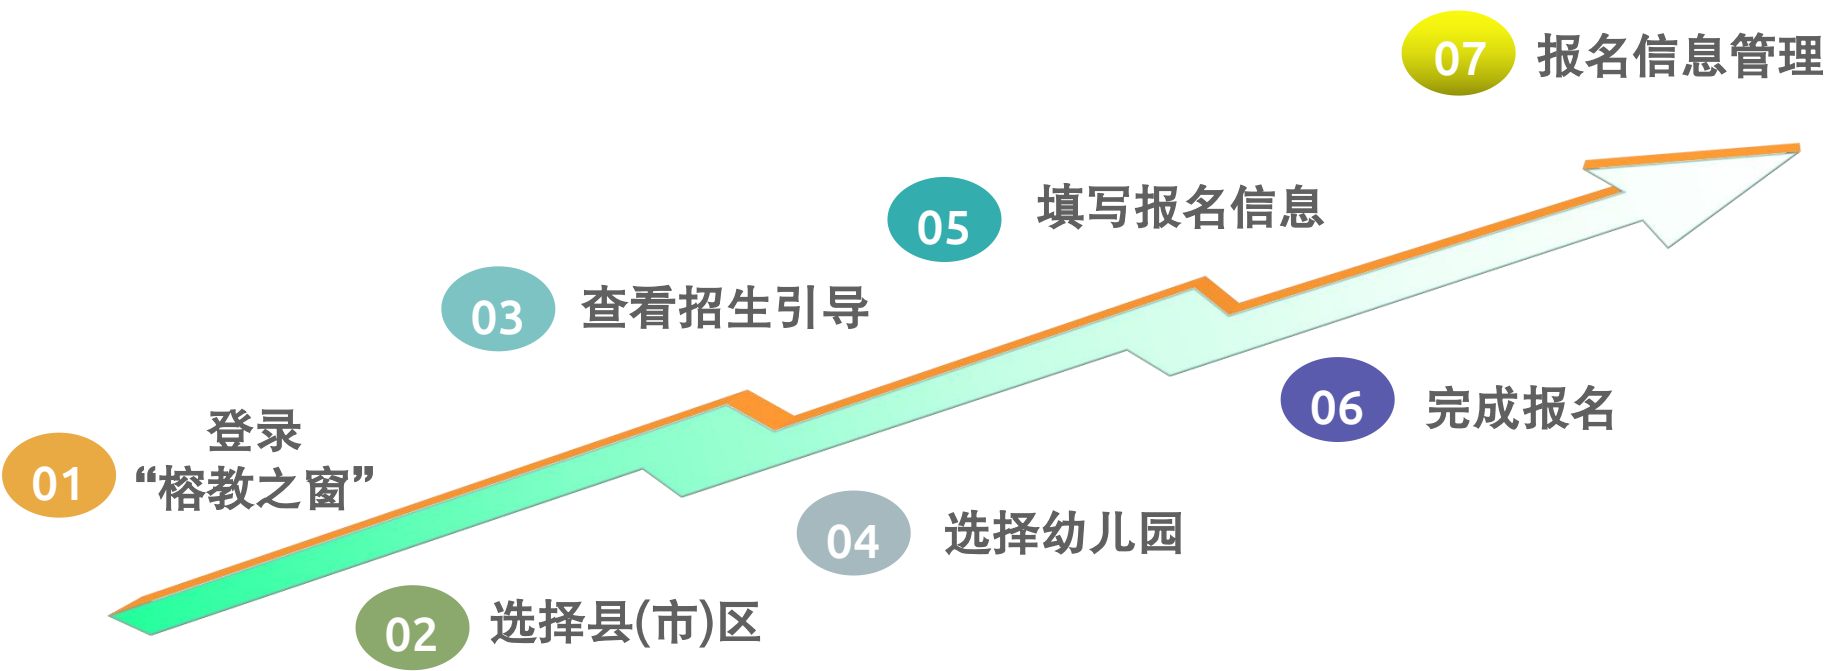 01
登录
“榕教之窗”
02
选择县(市)区
03
查看招生引导
04
选择幼儿园
05
填写报名信息
06
完成报名
07
报名信息管理